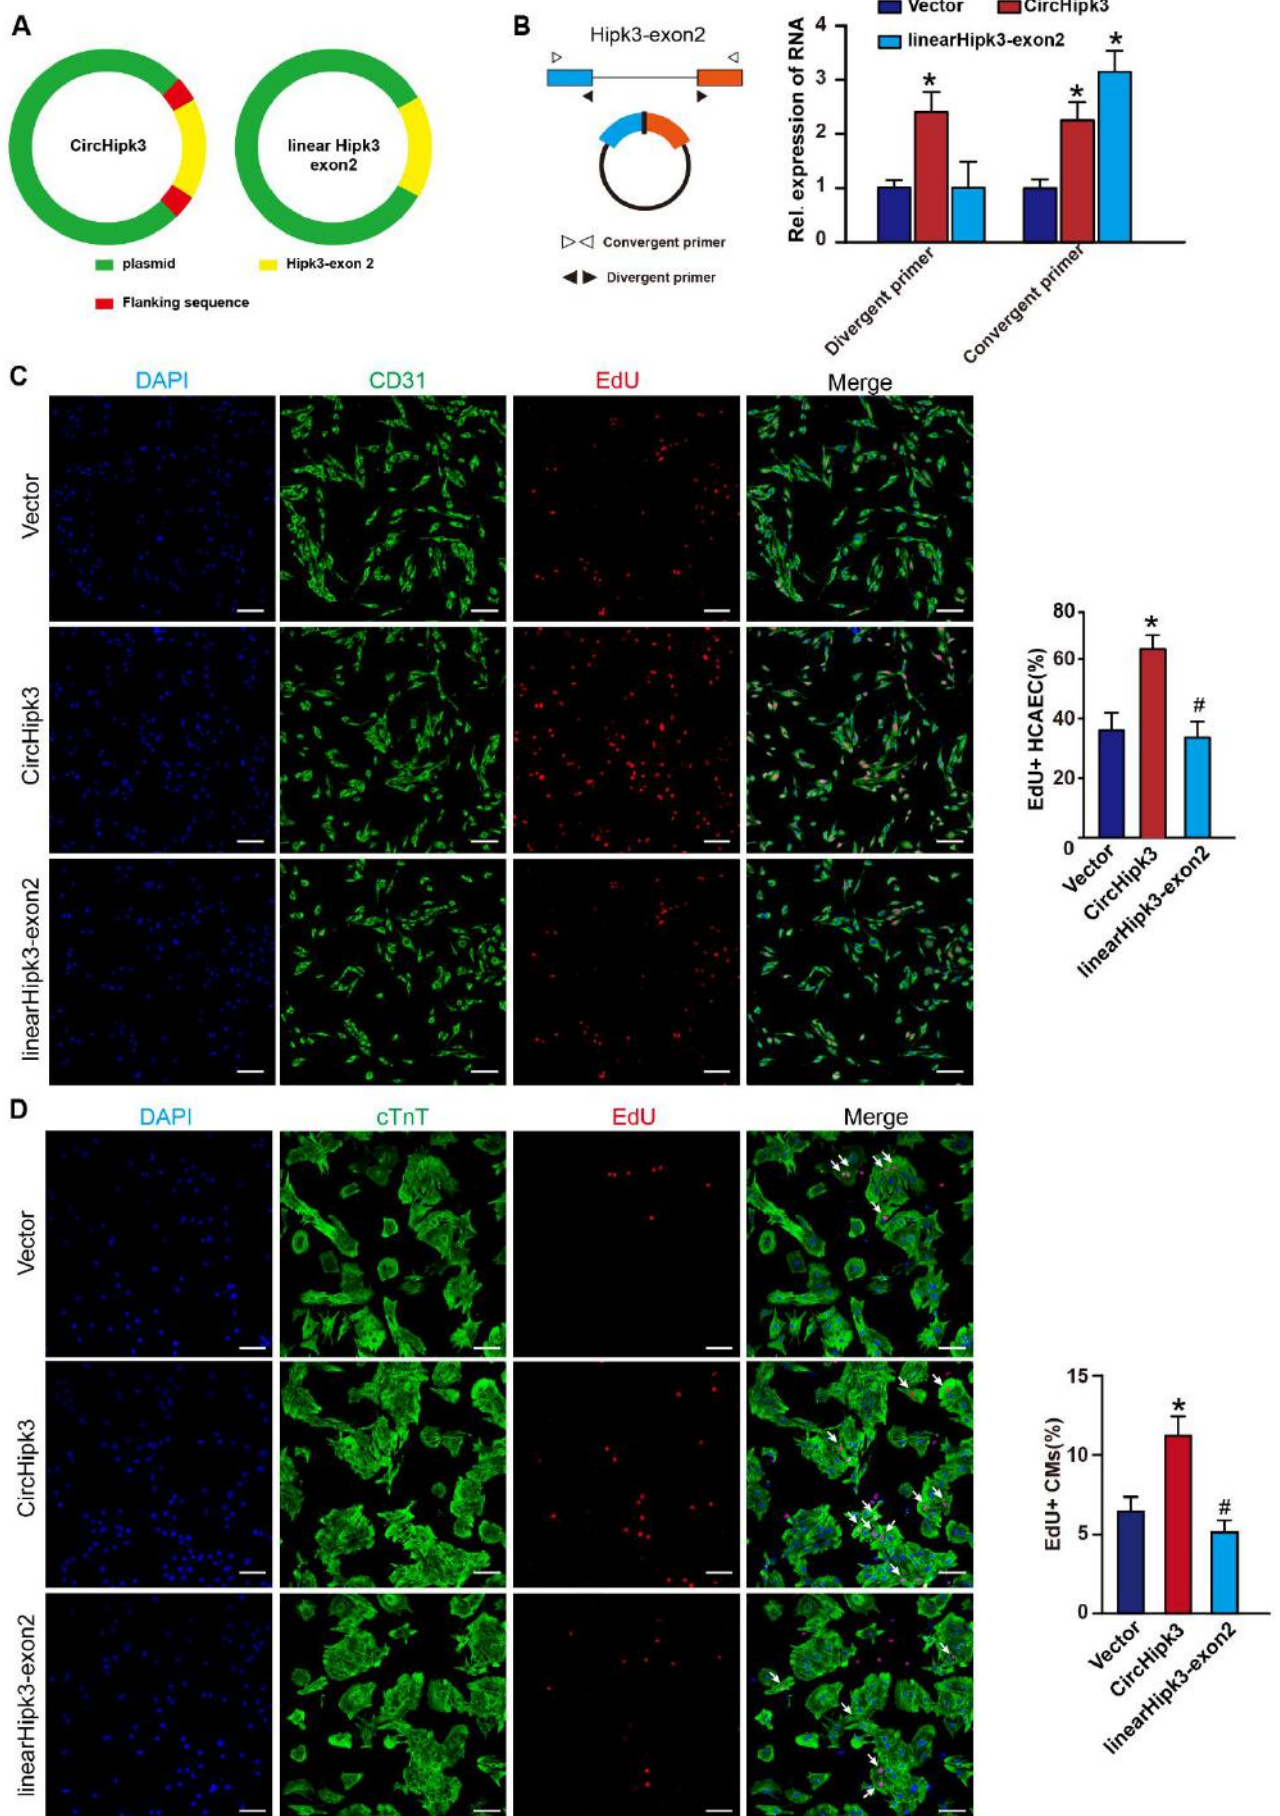 A
CircHipk3
linear Hipk3
exon2
plasmid
Hipk3-exon 2
Flanking sequence
B
Hipk3-exon2
Convergent primer
Divergent primer
Vector
CircHipk3
linearHipk3-exon2
Rel. expression of RNA
4
3
2
1
0
*
*
*
Divergent primer
Convergent primer
C
DAPI
CD31
EdU
Merge
Vector
CircHipk3
linearHipk3-exon2
EdU+ HCAEC(%)
80
60
40
20
0
*
#
Vector
CircHipk3
linearHipk3-exon2
D
DAPI
cTnT
EdU
Merge
Vector
CircHipk3
linearHipk3-exon2
EdU+ CMs(%)
15
10
5
0
*
#
Vector
CircHipk3
linearHipk3-exon2